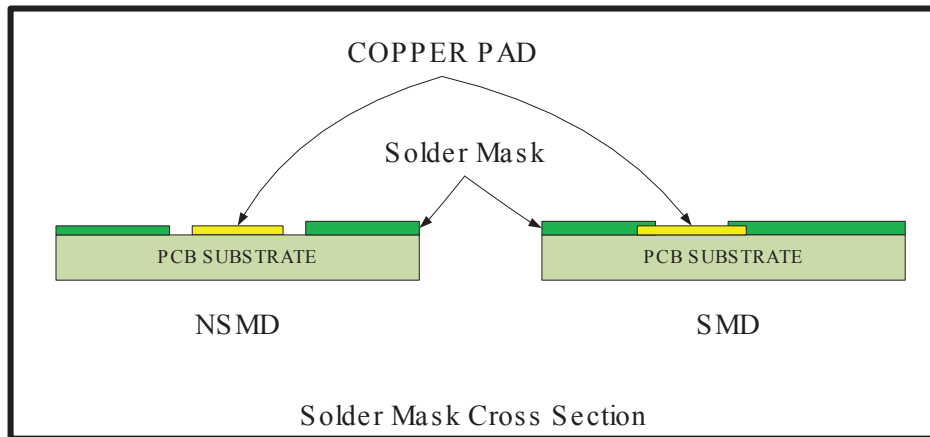 COPPER PAD
Solder Mask
PCB SUBSTRATE
PCB SUBSTRATE
NSMD
SMD
Solder Mask Cross Section